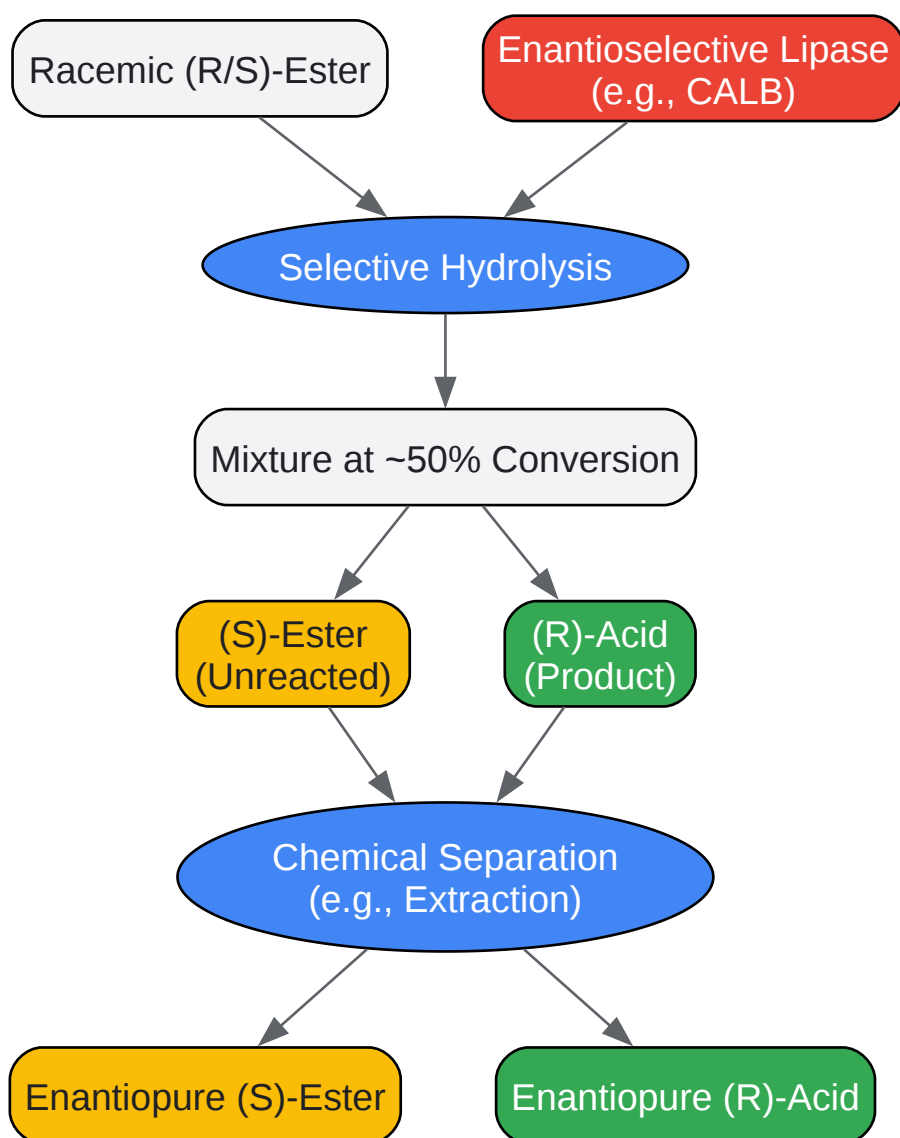 Racemic (R/S)-Ester
Enantioselective Lipase
(e.g., CALB)
Selective Hydrolysis
Mixture at ~50% Conversion
(S)-Ester
(Unreacted)
(R)-Acid
(Product)
Chemical Separation
(e.g., Extraction)
Enantiopure (S)-Ester
Enantiopure (R)-Acid